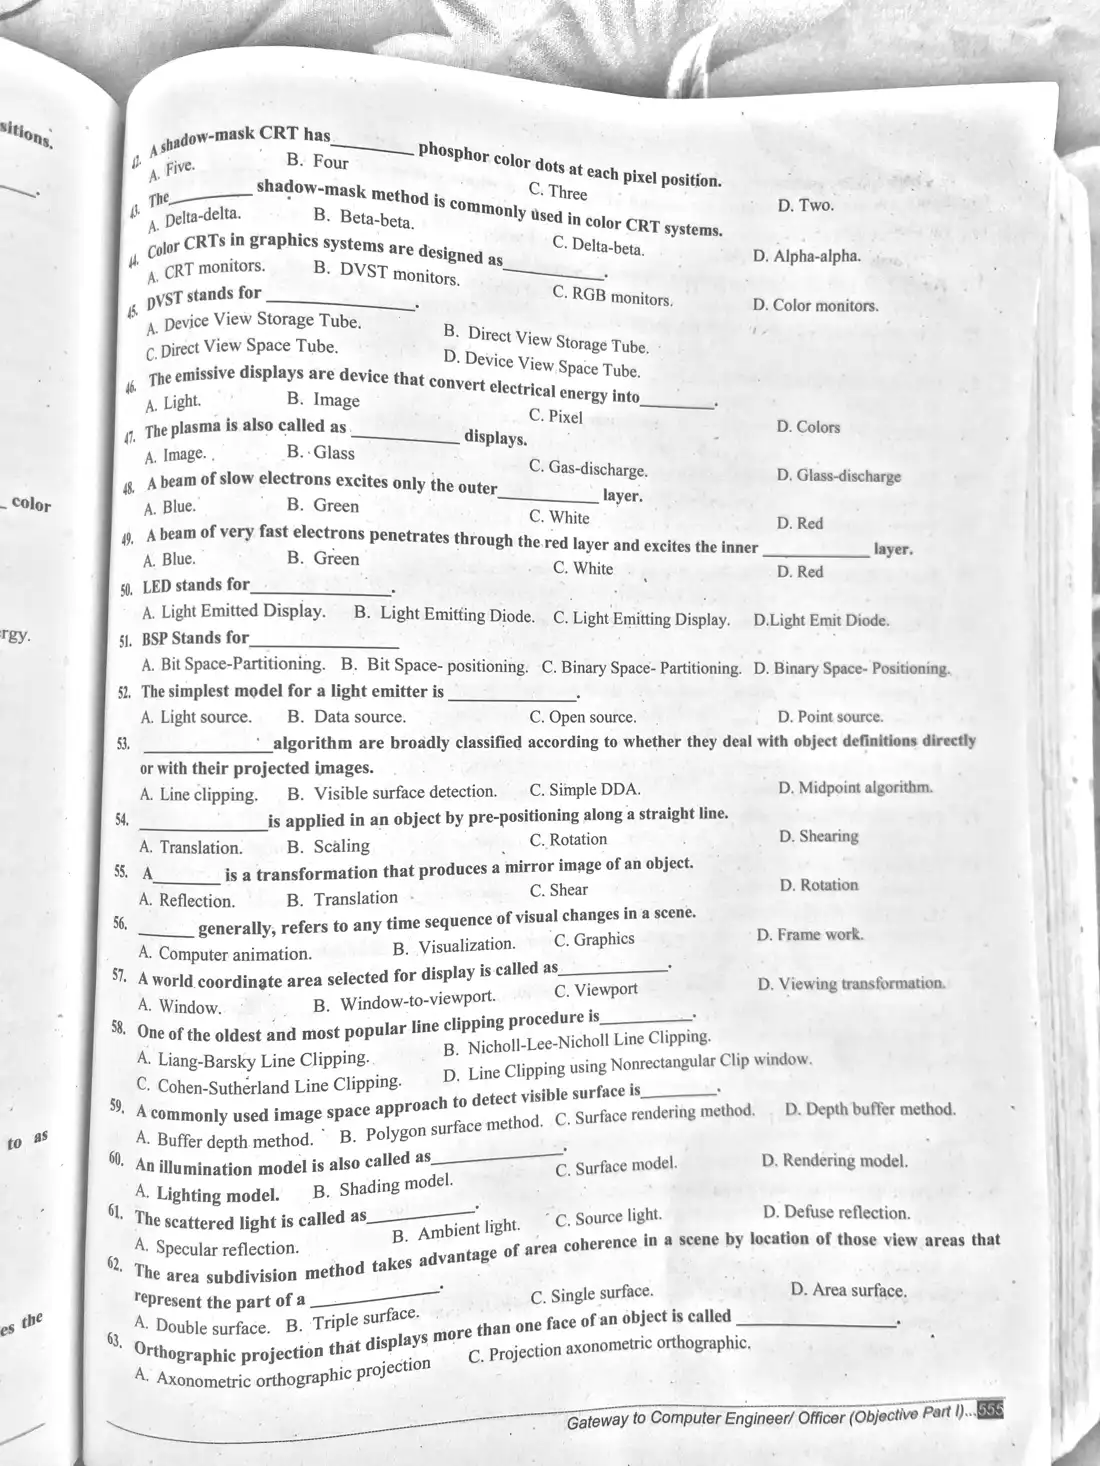 sitions.
color
rgy.
to as
es the
42. A shadow-mask CRT has_________ phosphor color dots at each pixel position.
A. Five. B. Four C. Three D. Two.
43. The_________ shadow-mask method is commonly used in color CRT systems.
A. Delta-delta. B. Beta-beta. C. Delta-beta. D. Alpha-alpha.
44. Color CRTs in graphics systems are designed as_________.
A. CRT monitors. B. DVST monitors. C. RGB monitors. D. Color monitors.
45. DVST stands for _________.
A. Device View Storage Tube. B. Direct View Storage Tube.
C. Direct View Space Tube. D. Device View Space Tube.
46. The emissive displays are device that convert electrical energy into_________.
A. Light. B. Image C. Pixel D. Colors
47. The plasma is also called as _________ displays.
A. Image. B. Glass C. Gas-discharge. D. Glass-discharge
48. A beam of slow electrons excites only the outer_________ layer.
A. Blue. B. Green C. White D. Red
49. A beam of very fast electrons penetrates through the red layer and excites the inner _________ layer.
A. Blue. B. Green C. White D. Red
50. LED stands for_________.
A. Light Emitted Display. B. Light Emitting Diode. C. Light Emitting Display. D.Light Emit Diode.
51. BSP Stands for_________
A. Bit Space-Partitioning. B. Bit Space- positioning. C. Binary Space- Partitioning. D. Binary Space- Positioning.
52. The simplest model for a light emitter is _________.
A. Light source. B. Data source. C. Open source. D. Point source.
53. _________algorithm are broadly classified according to whether they deal with object definitions directly
or with their projected images.
A. Line clipping. B. Visible surface detection. C. Simple DDA. D. Midpoint algorithm.
54. _________is applied in an object by pre-positioning along a straight line.
A. Translation. B. Scaling C. Rotation D. Shearing
55. A_________ is a transformation that produces a mirror image of an object.
A. Reflection. B. Translation C. Shear D. Rotation
56. _________ generally, refers to any time sequence of visual changes in a scene.
A. Computer animation. B. Visualization. C. Graphics D. Frame work.
57. A world coordinate area selected for display is called as_________.
A. Window. B. Window-to-viewport. C. Viewport D. Viewing transformation.
58. One of the oldest and most popular line clipping procedure is_________.
A. Liang-Barsky Line Clipping. B. Nicholl-Lee-Nicholl Line Clipping.
C. Cohen-Sutherland Line Clipping. D. Line Clipping using Nonrectangular Clip window.
59. A commonly used image space approach to detect visible surface is_________.
A. Buffer depth method. B. Polygon surface method. C. Surface rendering method. D. Depth buffer method.
60. An illumination model is also called as_________.
A. Lighting model. B. Shading model. C. Surface model. D. Rendering model.
61. The scattered light is called as_________.
A. Specular reflection. B. Ambient light. C. Source light. D. Defuse reflection.
62. The area subdivision method takes advantage of area coherence in a scene by location of those view areas that
represent the part of a _________.
A. Double surface. B. Triple surface. C. Single surface. D. Area surface.
63. Orthographic projection that displays more than one face of an object is called _________.
A. Axonometric orthographic projection C. Projection axonometric orthographic.
Gateway to Computer Engineer/ Officer (Objective Part I)...555